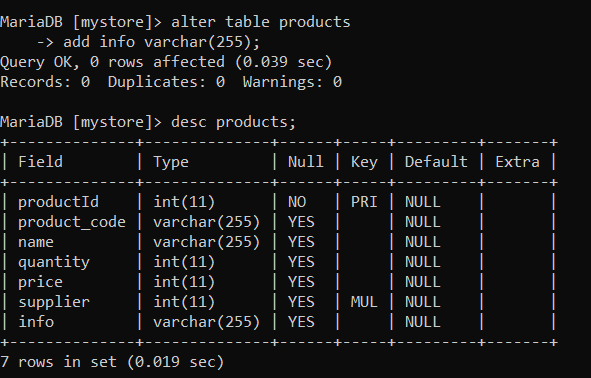 MariaDB [mystore]> alter table products
    -> add info varchar(255);
Query OK, 0 rows affected (0.039 sec)
Records: 0  Duplicates: 0  Warnings: 0

MariaDB [mystore]> desc products;
+--------------+--------------+------+-----+---------+-------+
| Field        | Type         | Null | Key | Default | Extra |
+--------------+--------------+------+-----+---------+-------+
| productId    | int(11)      | NO   | PRI | NULL    |       |
| product_code | varchar(255) | YES  |     | NULL    |       |
| name         | varchar(255) | YES  |     | NULL    |       |
| quantity     | int(11)      | YES  |     | NULL    |       |
| price        | int(11)      | YES  |     | NULL    |       |
| supplier     | int(11)      | YES  | MUL | NULL    |       |
| info         | varchar(255) | YES  |     | NULL    |       |
+--------------+--------------+------+-----+---------+-------+
7 rows in set (0.019 sec)